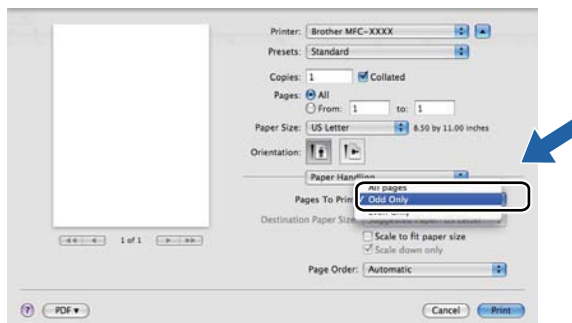 Printer: Brother MFC-XXXX
Presets: Standard
Copies: 1 Collated
Pages: All
From: 1 to: 1
Paper Size: US Letter 8.50 by 11.00 inches
Orientation:
Paper Handling
All pages
Pages To Print Odd Only
Destination Paper Size
Scale to fit paper size
1 of 1
Scale down only
Page Order: Automatic
? PDF Cancel Print